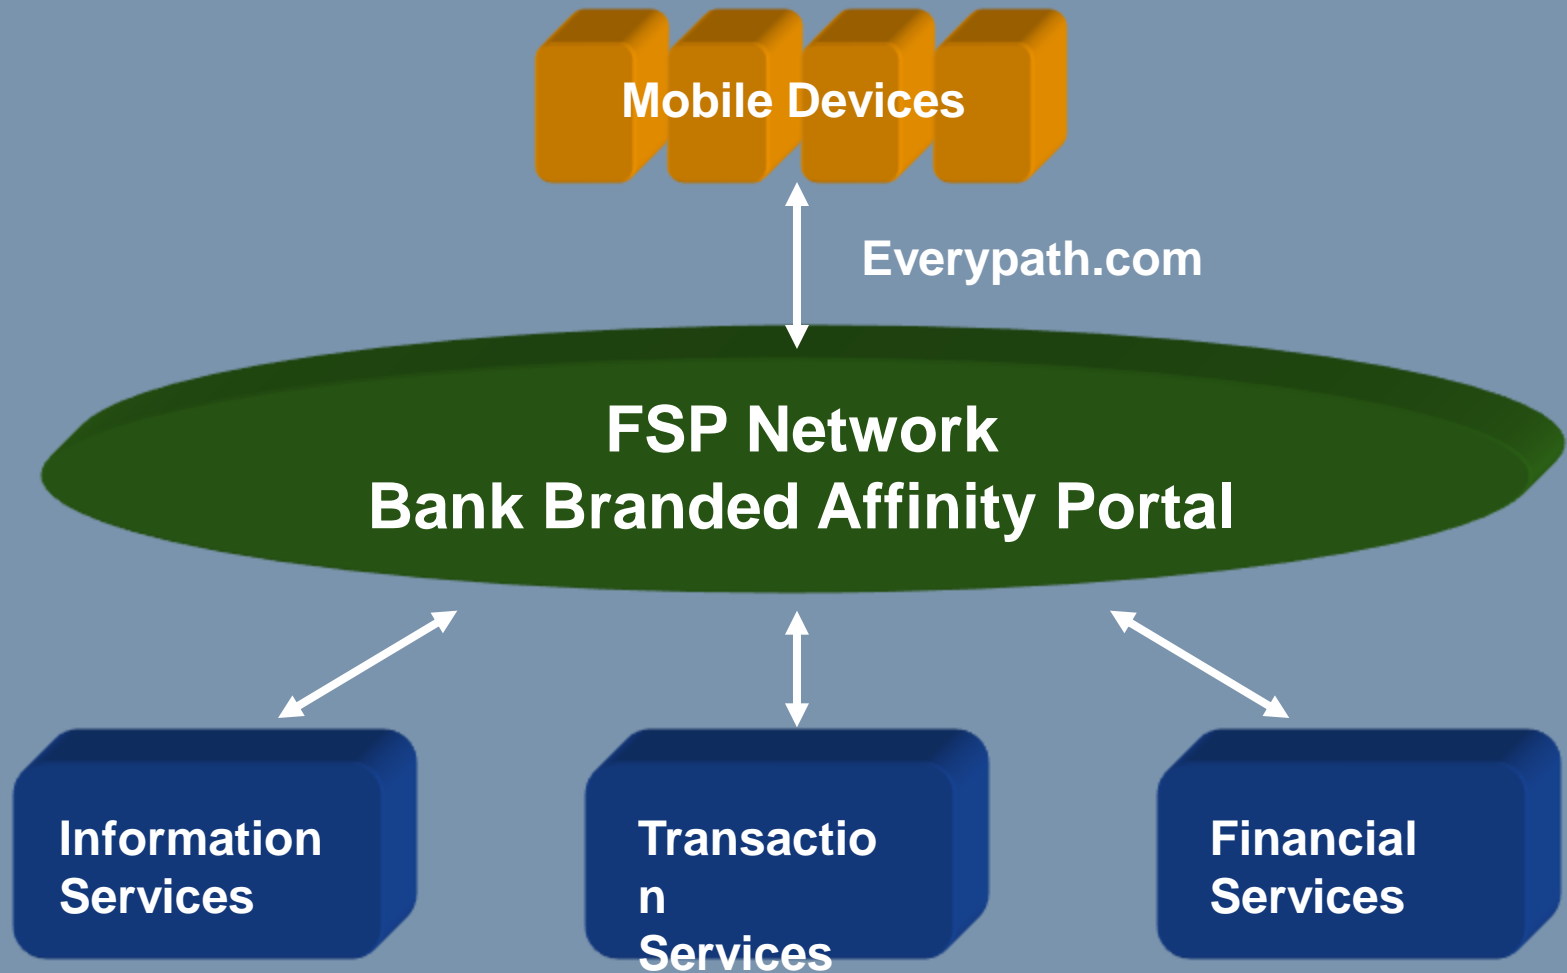 Mobile Devices
Everypath.com
FSP Network
Bank Branded Affinity Portal
Information
Services
Transactio
n
Services
Financial
Services